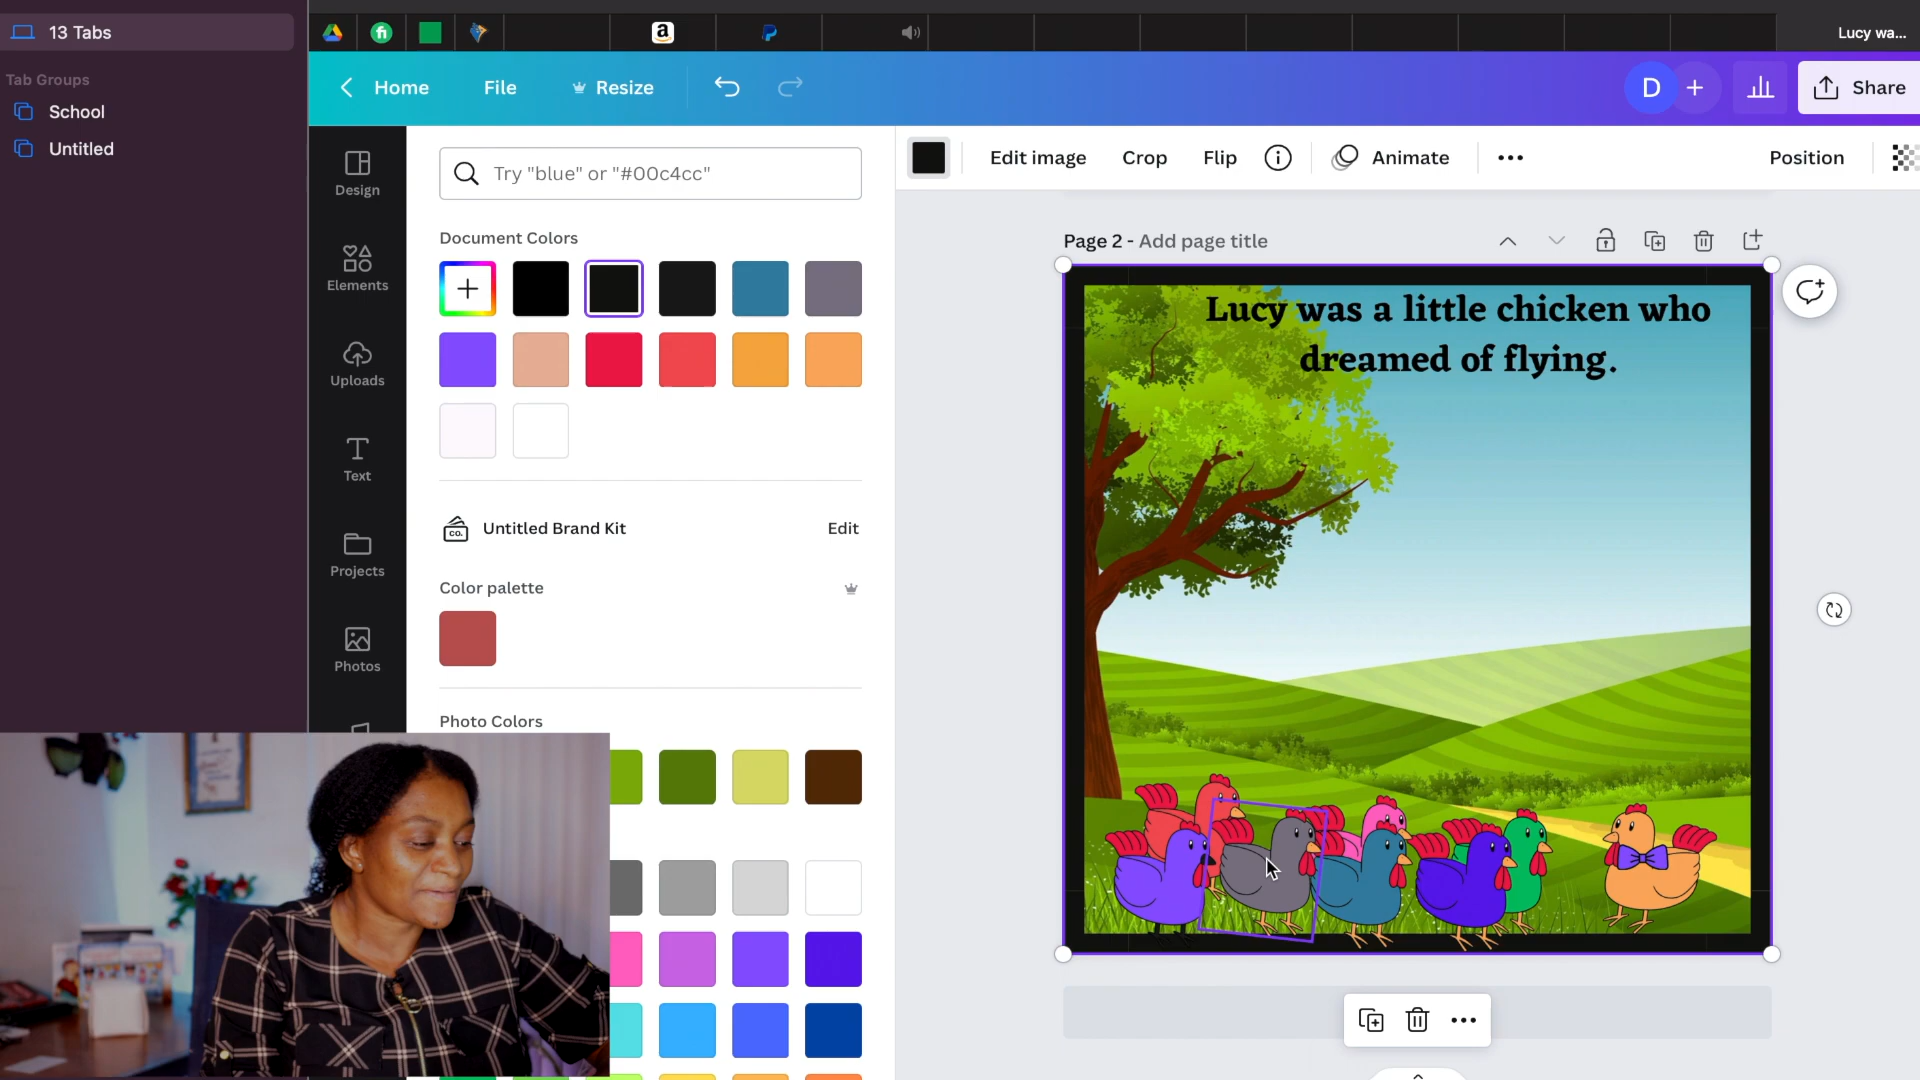 13 Tabs
Tab Groups
School
Untitled
a
Lucy wa...
Home
File
Resize
D
+
Share
Design
Elements
Uploads
Text
Projects
Photos
Try "blue" or "#00c4cc"
Document Colors
CO.
Untitled Brand Kit
Edit
Color palette
Photo Colors
Edit image
Crop
Flip
Animate
Position
Page 2 - Add page title
Lucy was a little chicken who
dreamed of flying.